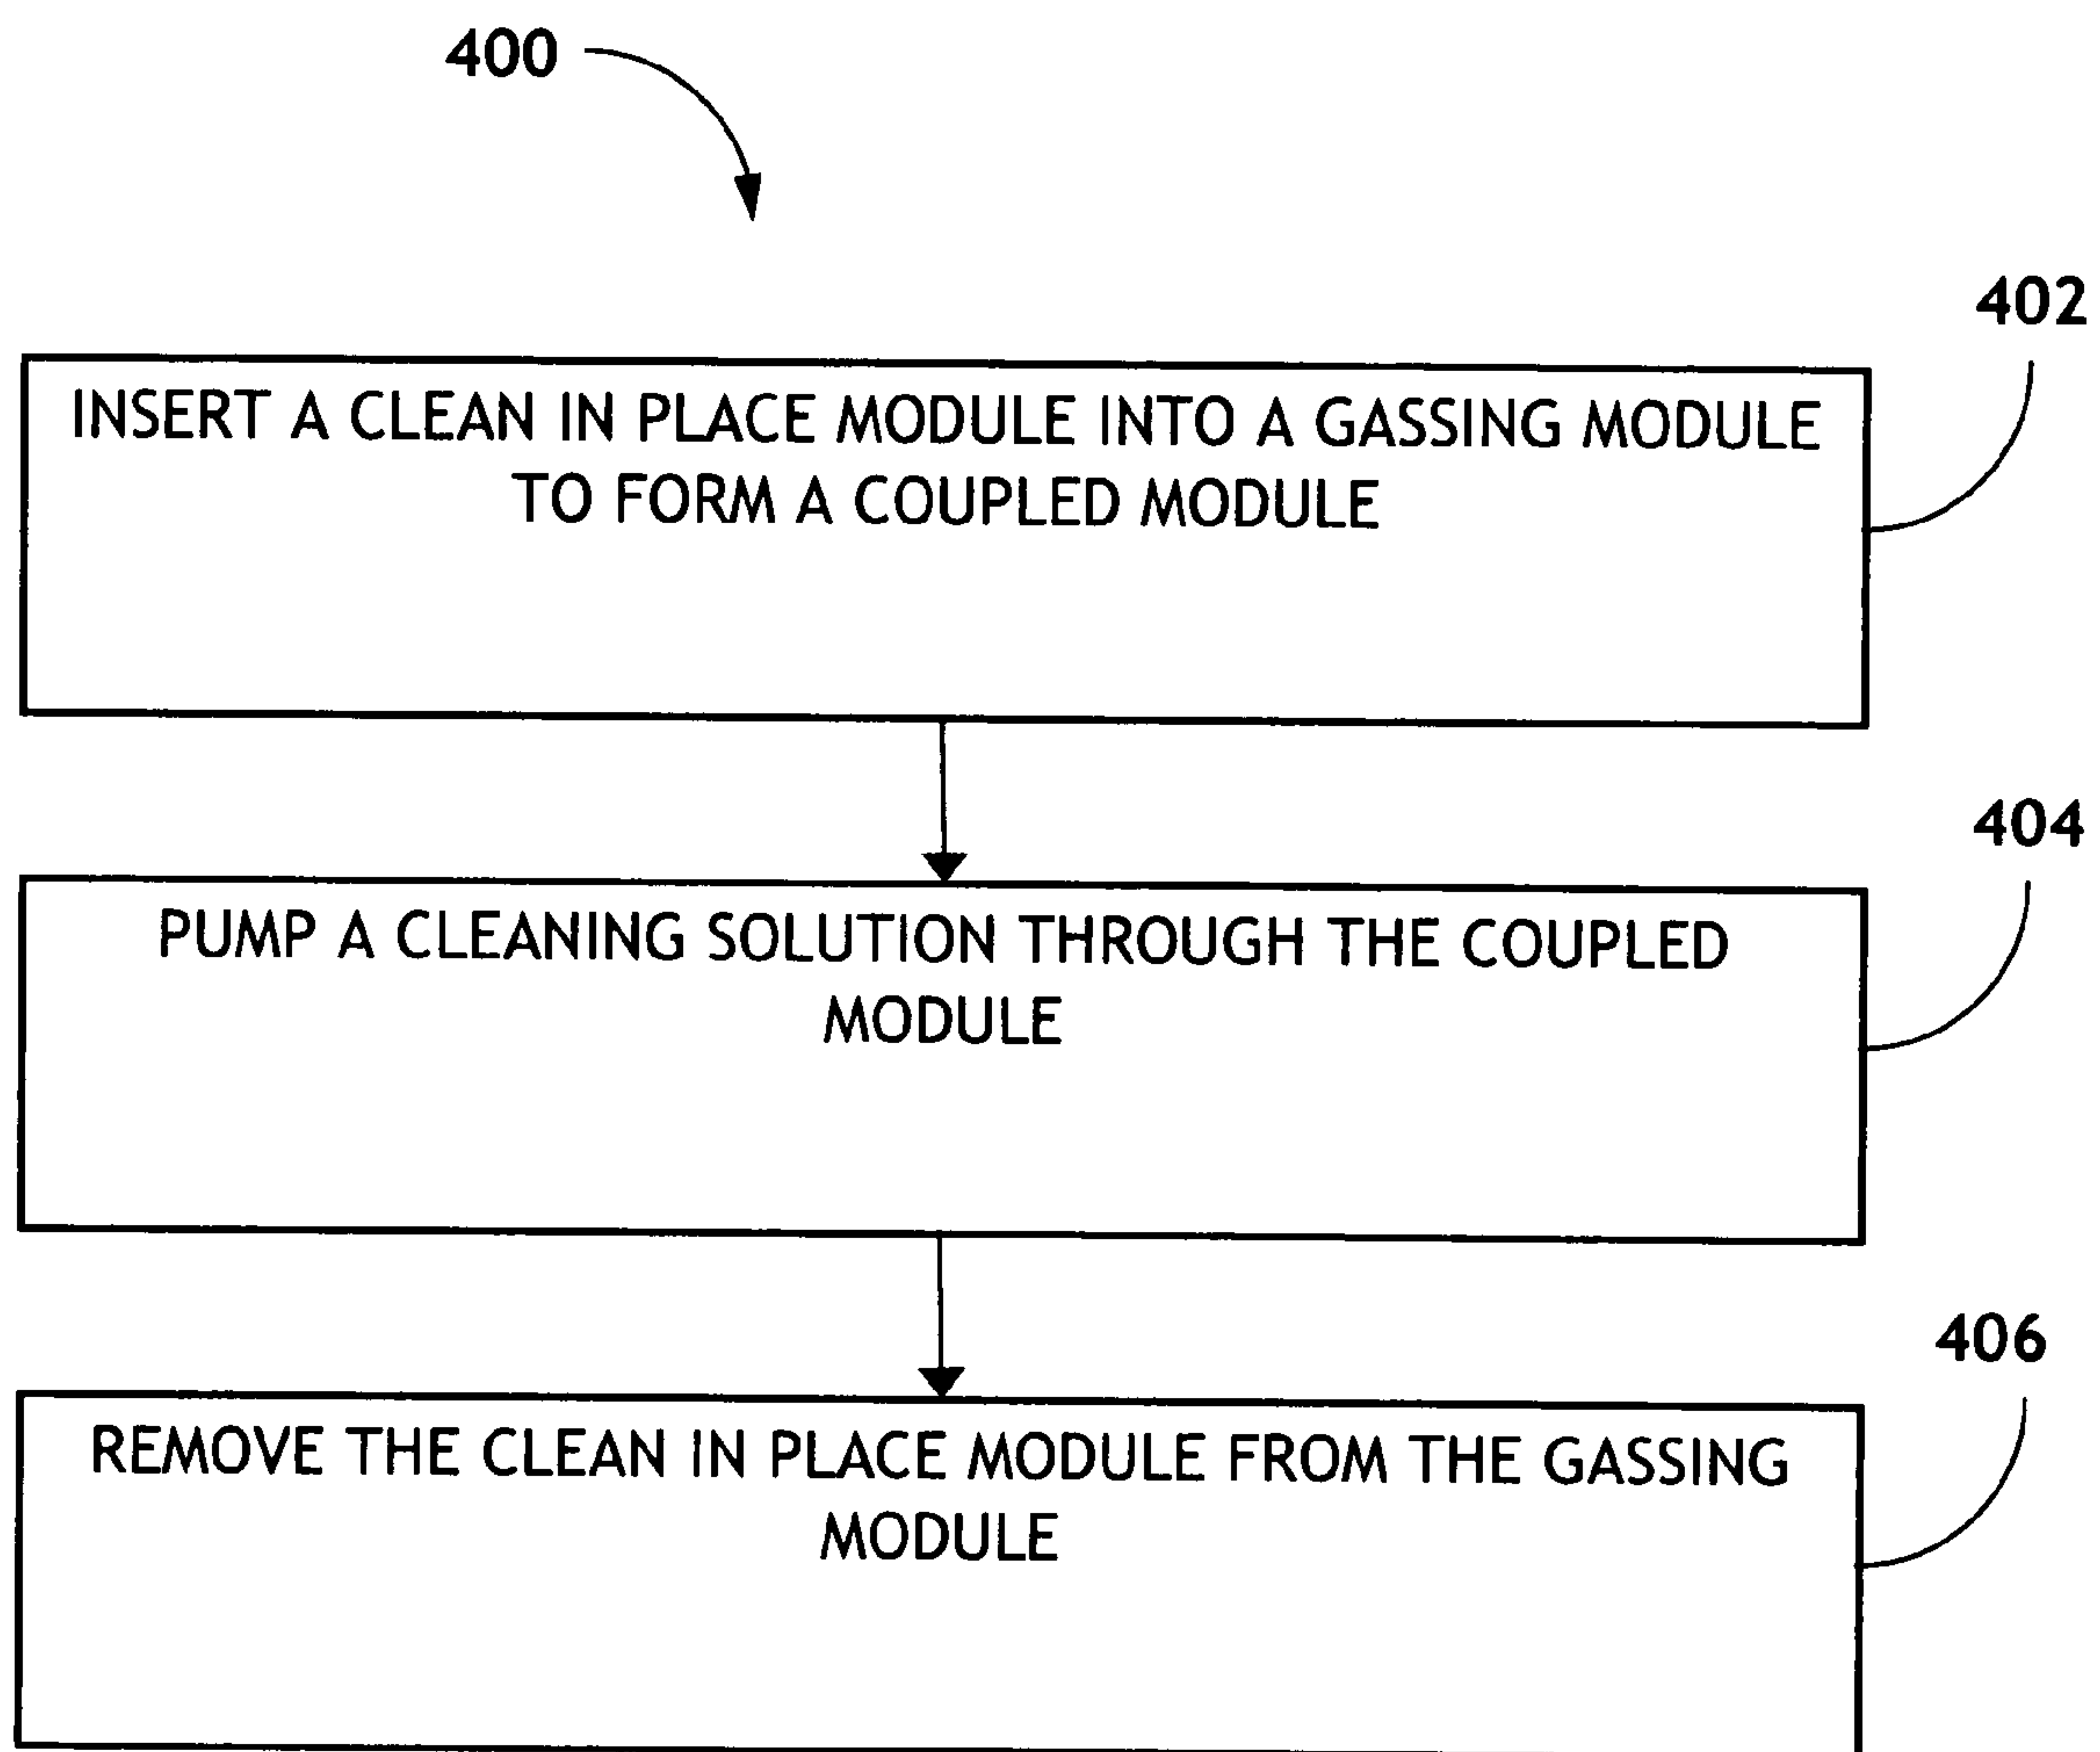 400
402
INSERT A CLEAN IN PLACE MODULE INTO A GASSING MODULE
TO FORM A COUPLED MODULE
404
PUMP A CLEANING SOLUTION THROUGH THE COUPLED
MODULE
406
REMOVE THE CLEAN IN PLACE MODULE FROM THE GASSING
MODULE